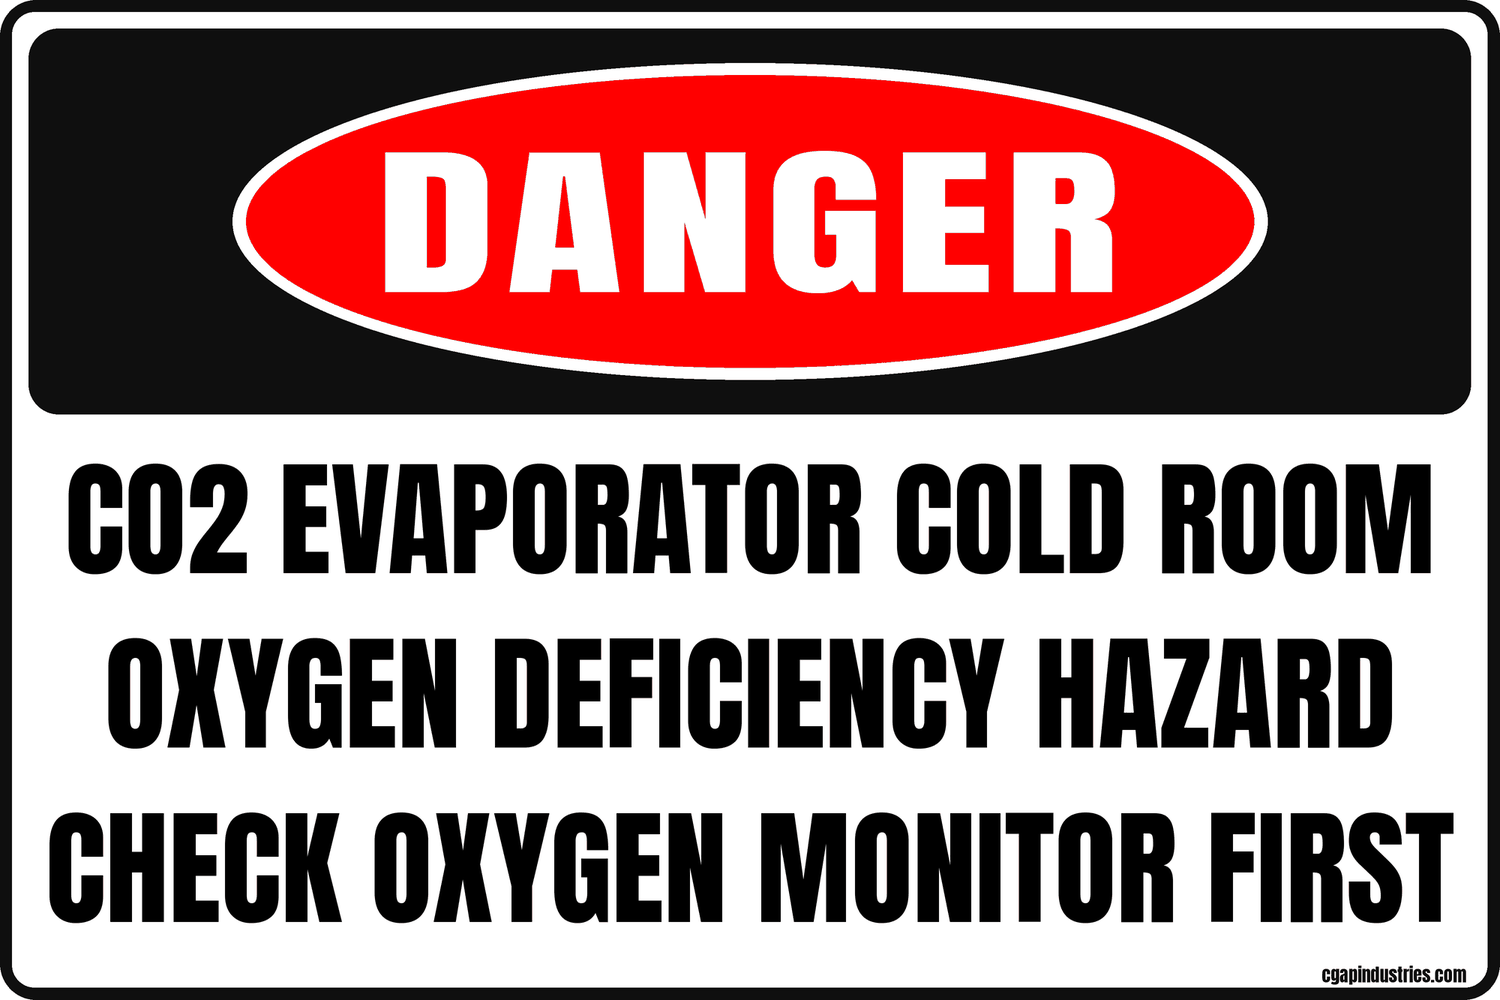 DANGER
CO2 EVAPORATOR COLD ROOM
OXYGEN DEFICIENCY HAZARD
CHECK OXYGEN MONITOR FIRST
cgapindustries.com